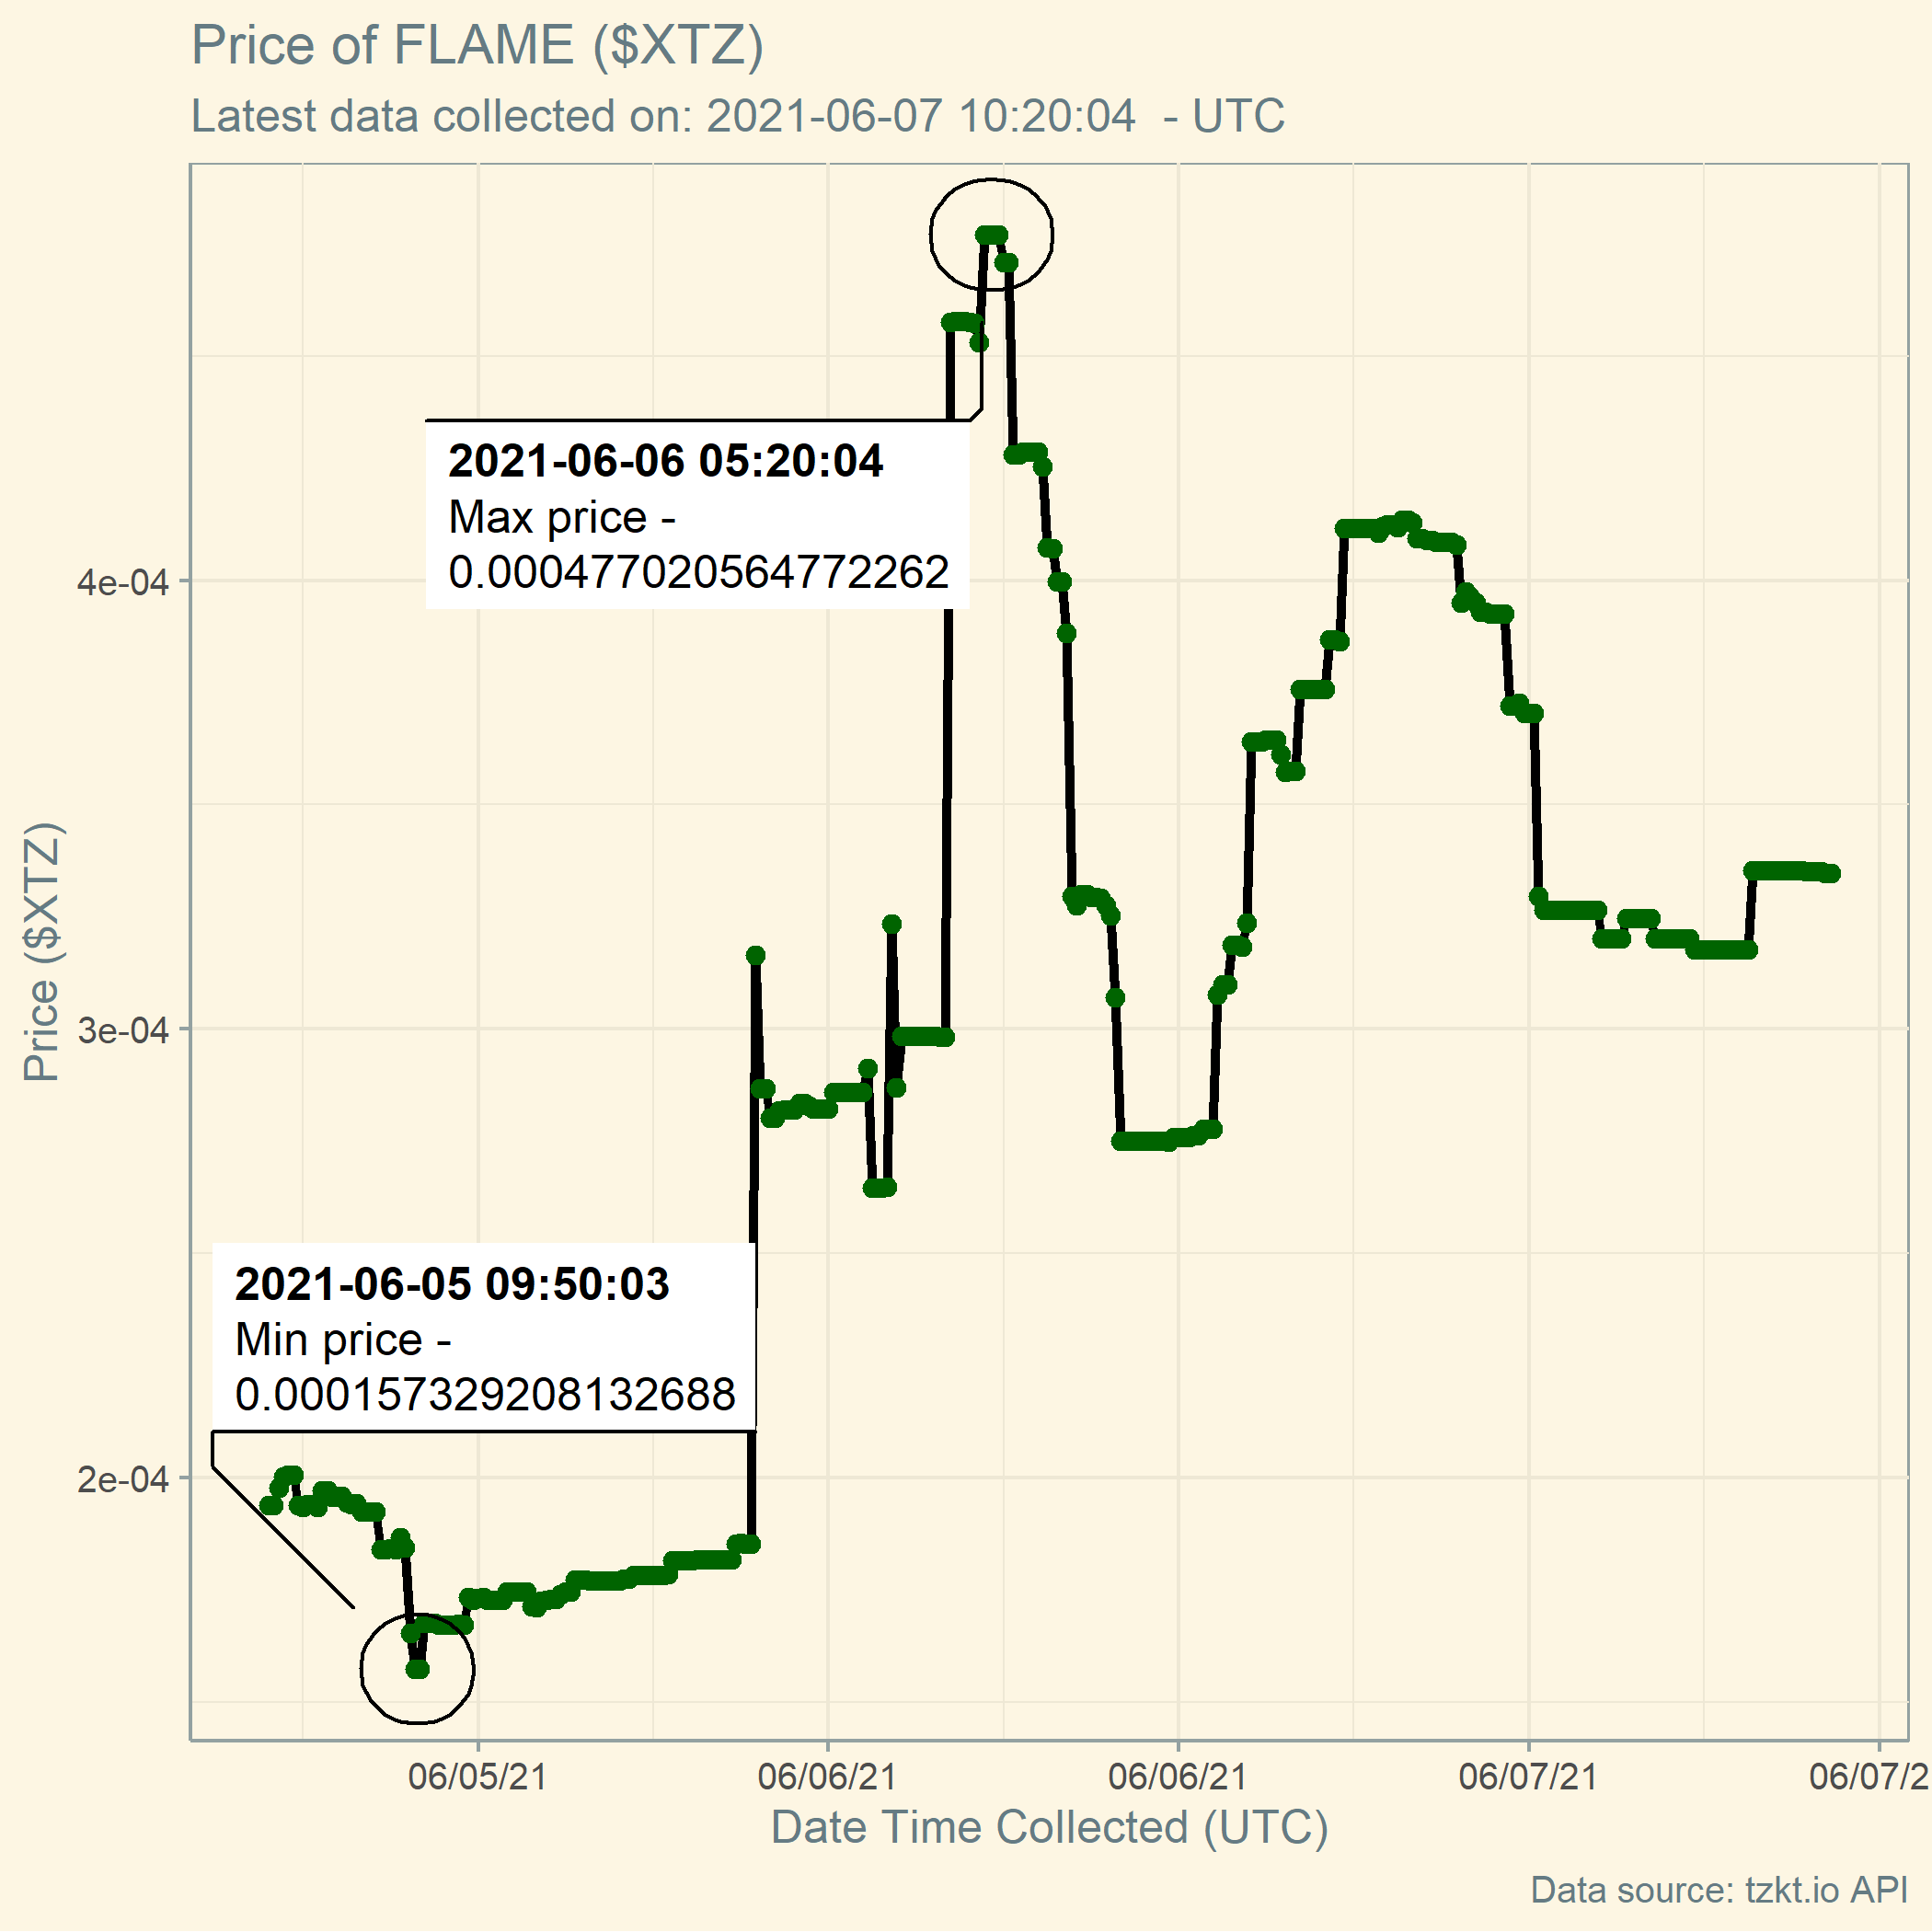 Price of FLAME ($XTZ)
Latest data collected on: 2021-06-07 10:20:04  - UTC
2021-06-06 05:20:04
Max price -
0.000477020564772262
4e-04
3e-04
2e-04
Price ($XTZ)
2021-06-05 09:50:03
Min price -
0.000157329208132688
06/05/21 06/06/21 06/06/21 06/07/21 06/07/2
Date Time Collected (UTC)
Data source: tzkt.io API